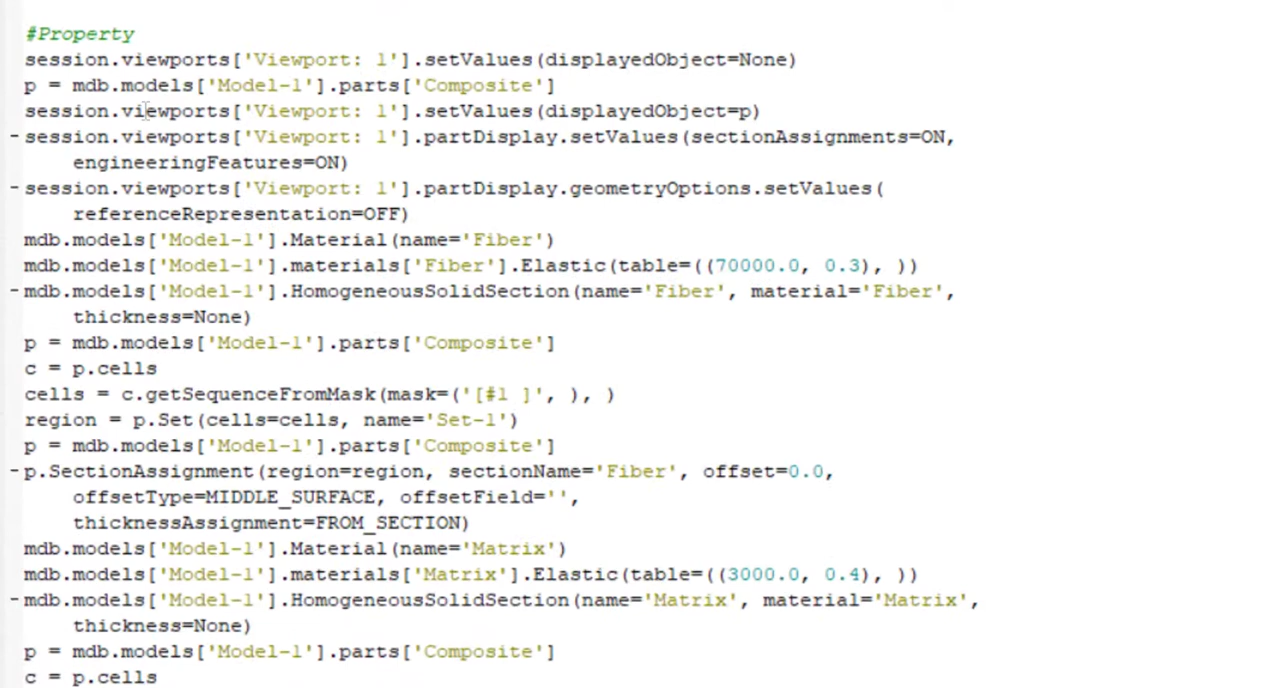 #Property
session.viewports['Viewport: 1'].setValues(displayedObject=None)
p = mdb.models['Model-1'].parts['Composite']
session.viewports['Viewport: 1'].setValues(displayedObject=p)
-session.viewports['Viewport: 1'].partDisplay.setValues(sectionAssignments=ON,
    engineeringFeatures=ON)
-session.viewports['Viewport: 1'].partDisplay.geometryOptions.setValues(
    referenceRepresentation=OFF)
mdb.models['Model-1'].Material(name='Fiber')
mdb.models['Model-1'].materials['Fiber'].Elastic(table=((70000.0, 0.3), ))
-mdb.models['Model-1'].HomogeneousSolidSection(name='Fiber', material='Fiber',
    thickness=None)
p = mdb.models['Model-1'].parts['Composite']
c = p.cells
cells = c.getSequenceFromMask(mask=('[#1 ]', ), )
region = p.Set(cells=cells, name='Set-1')
p = mdb.models['Model-1'].parts['Composite']
-p.SectionAssignment(region=region, sectionName='Fiber', offset=0.0,
    offsetType=MIDDLE_SURFACE, offsetField='',
    thicknessAssignment=FROM_SECTION)
mdb.models['Model-1'].Material(name='Matrix')
mdb.models['Model-1'].materials['Matrix'].Elastic(table=((3000.0, 0.4), ))
-mdb.models['Model-1'].HomogeneousSolidSection(name='Matrix', material='Matrix',
    thickness=None)
p = mdb.models['Model-1'].parts['Composite']
c = p.cells